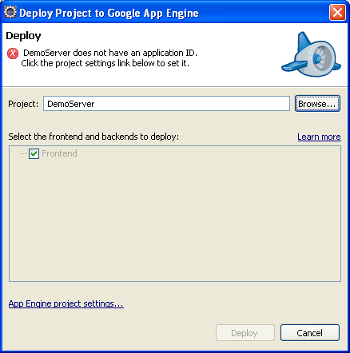 Deploy Project to Google App Engine
Deploy
DemoServer does not have an application ID.
Click the project settings link below to set it.
Project: DemoServer Browse...
Select the frontend and backends to deploy: Learn more
Frontend
App Engine project settings...
Deploy Cancel